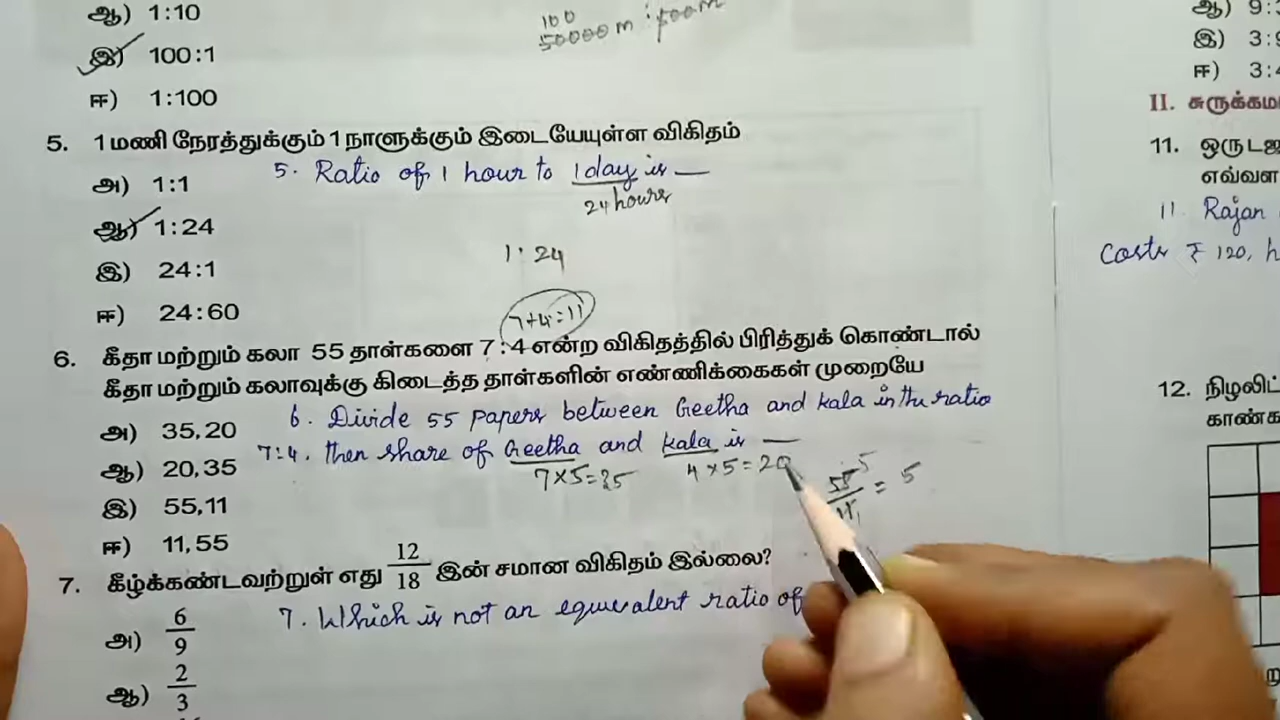 ஆ) 1:10
100
50000m : 500m
இ) 100:1
ஈ) 1:100
5. 1 மணி நேரத்துக்கும் 1 நாளுக்கும் இடையேயுள்ள விகிதம்
5. Ratio of 1 hour to 1 day is —
24 hours
அ) 1:1
ஆ) 1:24
1:24
இ) 24:1
ஈ) 24:60
7+4=11
6. கீதா மற்றும் கலா 55 தாள்களை 7:4 என்ற விகிதத்தில் பிரித்துக் கொண்டால்
கீதா மற்றும் கலாவுக்கு கிடைத்த தாள்களின் எண்ணிக்கைகள் முறையே
6. Divide 55 papers between Geetha and kala in the ratio
7:4. then share of Geetha and kala is —
7×5=35 4×5=20
55/11 5 = 5
அ) 35,20
ஆ) 20,35
இ) 55,11
ஈ) 11,55
7. கீழ்க்கண்டவற்றுள் எது 12/18 இன் சமான விகிதம் இல்லை?
7. Which is not an equivalent ratio of
அ) 6/9
ஆ) 2/3
ஆ) 9:
இ) 3:
ஈ) 3:
II. சுருக்கமா
11. ஒரு டஜ
எவ்வள
11. Rajan
Costs ₹ 120, h
12. நிழலிட்
காண்க